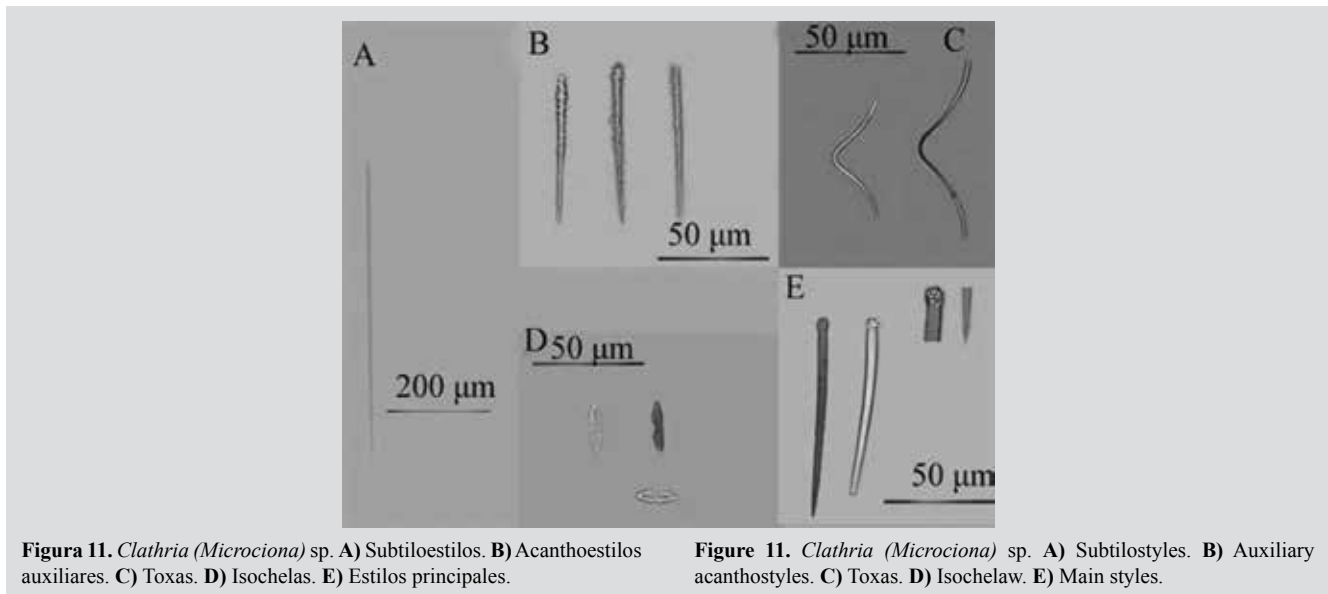 A
B
50 μm
C
200 μm
50 μm
D
50 μm
E
50 μm
Figura 11. Clathria (Microciona) sp. A) Subtiloestilos. B) Acanthoestilos
auxiliares. C) Toxas. D) Isochelas. E) Estilos principales.
Figure 11. Clathria (Microciona) sp. A) Subtilostyles. B) Auxiliary
acanthostyles. C) Toxas. D) Isochelaw. E) Main styles.